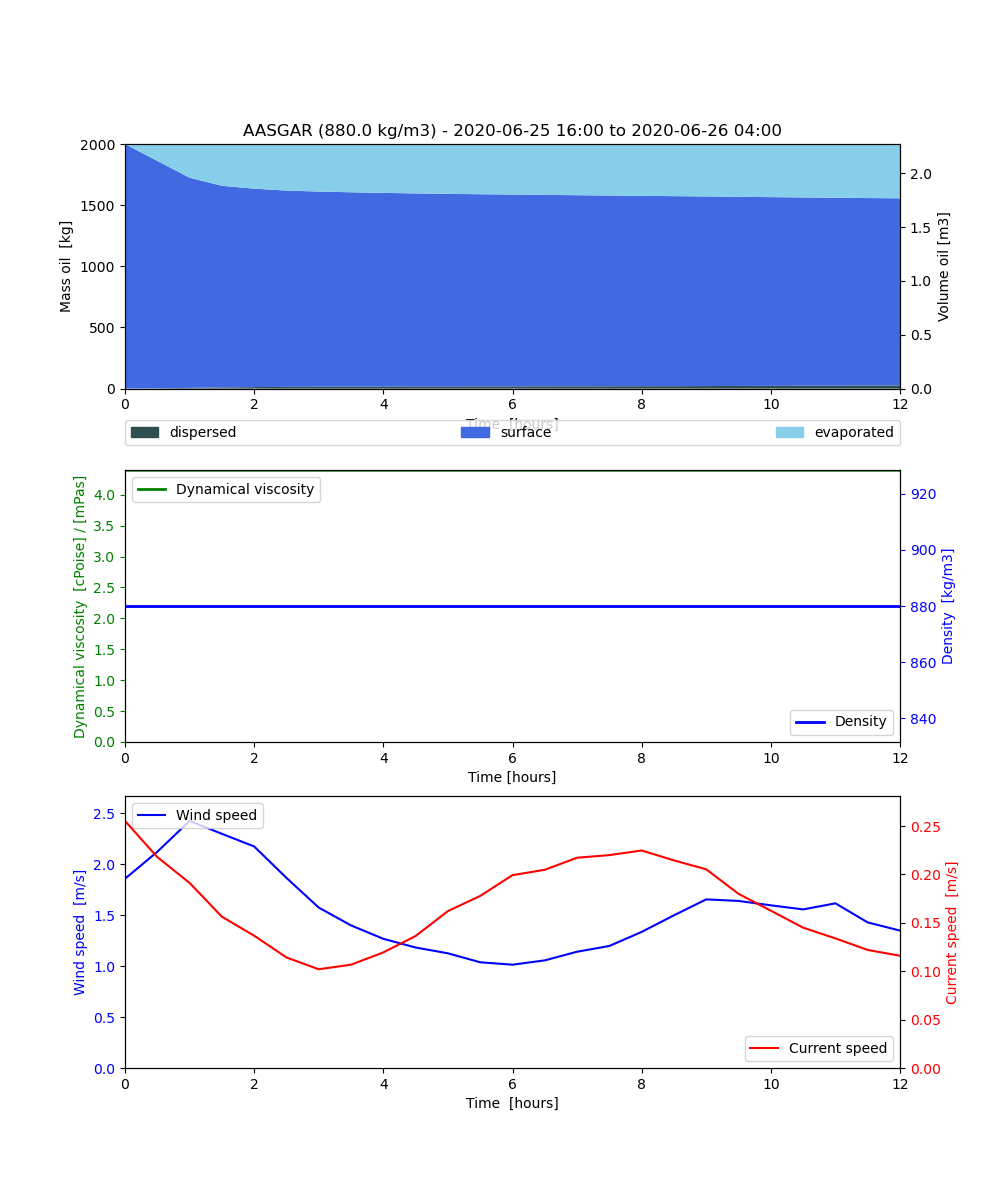 AASGAR (880.0 kg/m3) - 2020-06-25 16:00 to 2020-06-26 04:00
2000
1500
1000
500
0
Mass oil [kg]
2.0
1.5
1.0
0.5
0.0
Volume oil [m3]
0 2 4 6 8 10 12
Time [hours]
dispersed surface evaporated
Dynamical viscosity
4.0
3.5
3.0
2.5
2.0
1.5
1.0
0.5
0.0
Dynamical viscosity [cPoise] / [mPas]
920
900
880
860
840
Density [kg/m3]
Density
0 2 4 6 8 10 12
Time [hours]
Wind speed
2.5
2.0
1.5
1.0
0.5
0.0
Wind speed [m/s]
0.25
0.20
0.15
0.10
0.05
0.00
Current speed [m/s]
Current speed
0 2 4 6 8 10 12
Time [hours]